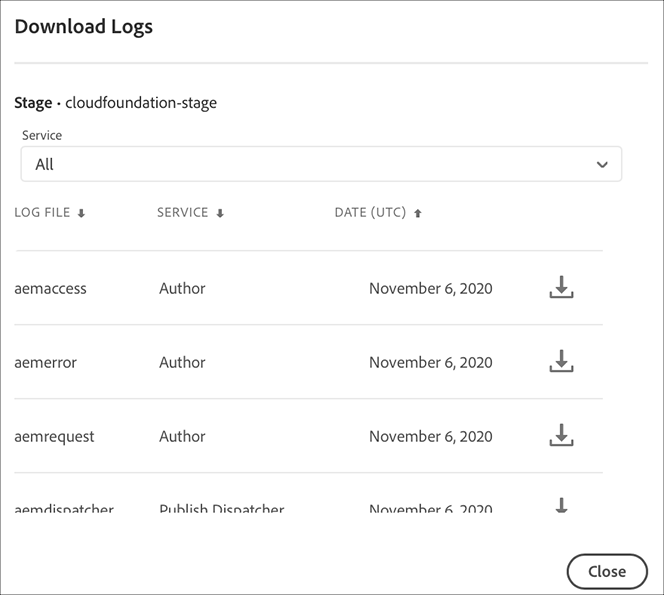 Download Logs
Stage • cloudfoundation-stage
Service
All
LOG FILE SERVICE DATE (UTC)
aemaccess Author November 6, 2020
aemerror Author November 6, 2020
aemrequest Author November 6, 2020
aemdispatcher Publish Dispatcher November 6, 2020
Close